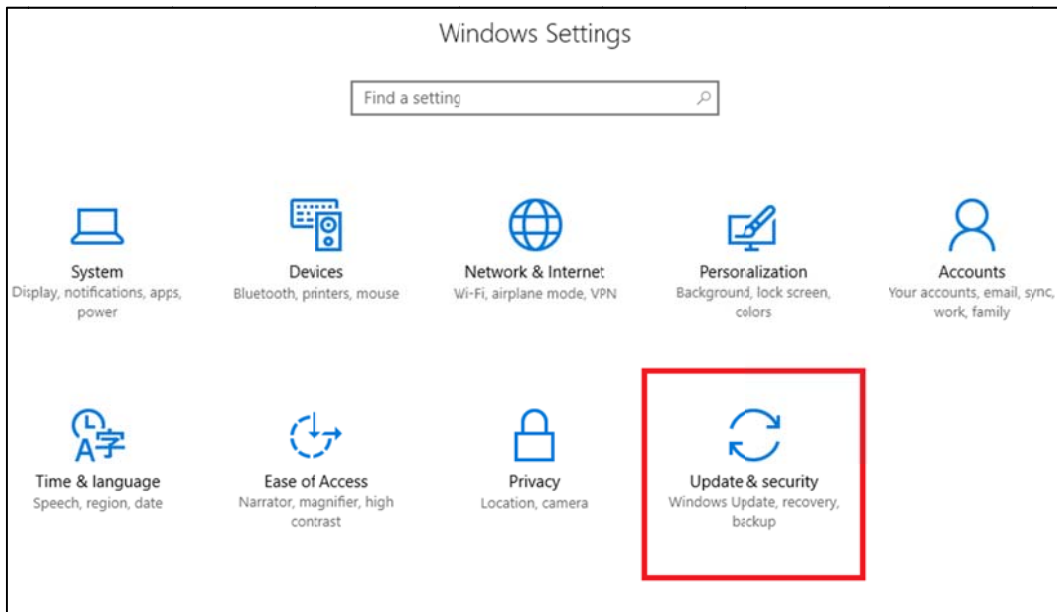 Windows Settings
Find a setting
System
Display, notifications, apps,
power
Devices
Bluetooth, printers, mouse
Network & Internet
Wi-Fi, airplane mode, VPN
Personalization
Background, lock screen,
colors
Accounts
Your accounts, email, sync,
work, family
A字
Time & language
Speech, region, date
Ease of Access
Narrator, magnifier, high
contrast
Privacy
Location, camera
Update & security
Windows Update, recovery,
backup